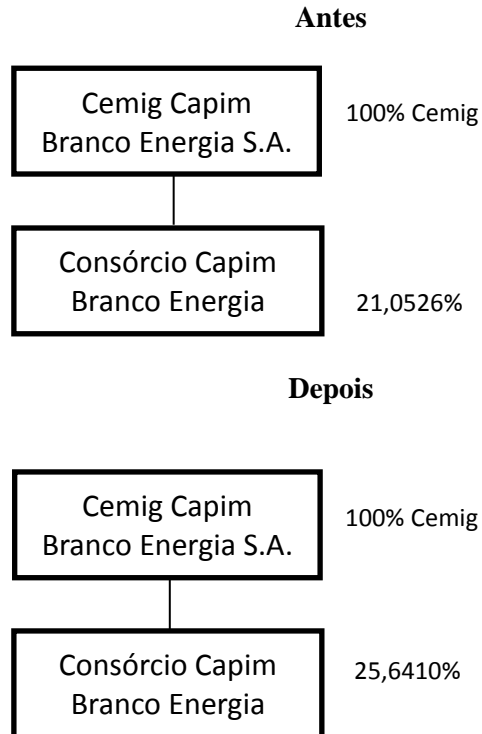 Antes
Cemig Capim
Branco Energia S.A.
100% Cemig
Consórcio Capim
Branco Energia
21,0526%
Depois
Cemig Capim
Branco Energia S.A.
100% Cemig
Consórcio Capim
Branco Energia
25,6410%